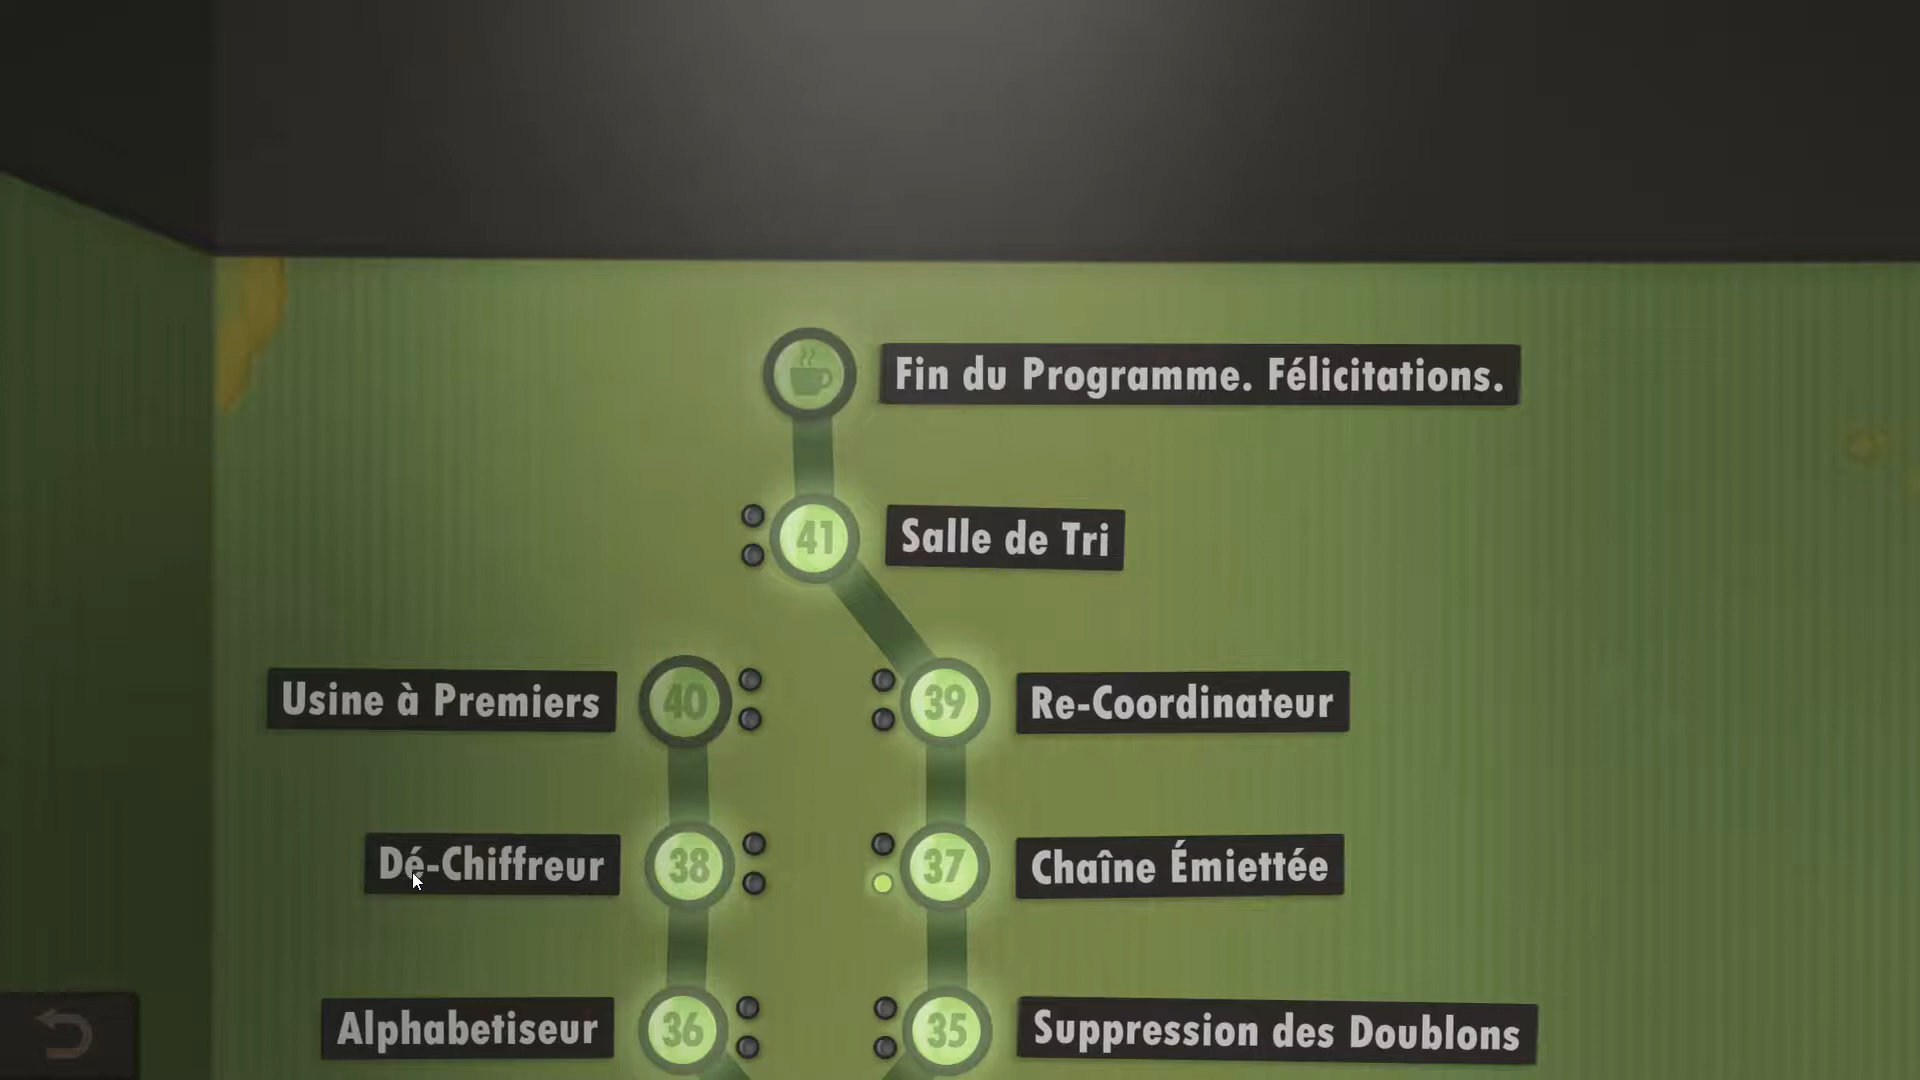 Fin du Programme. Félicitations.
41 Salle de Tri
Usine à Premiers 40
39 Re-Coordinateur
Dé-Chiffreur 38
37 Chaîne Émiettée
Alphabetiseur 36
35 Suppression des Doublons